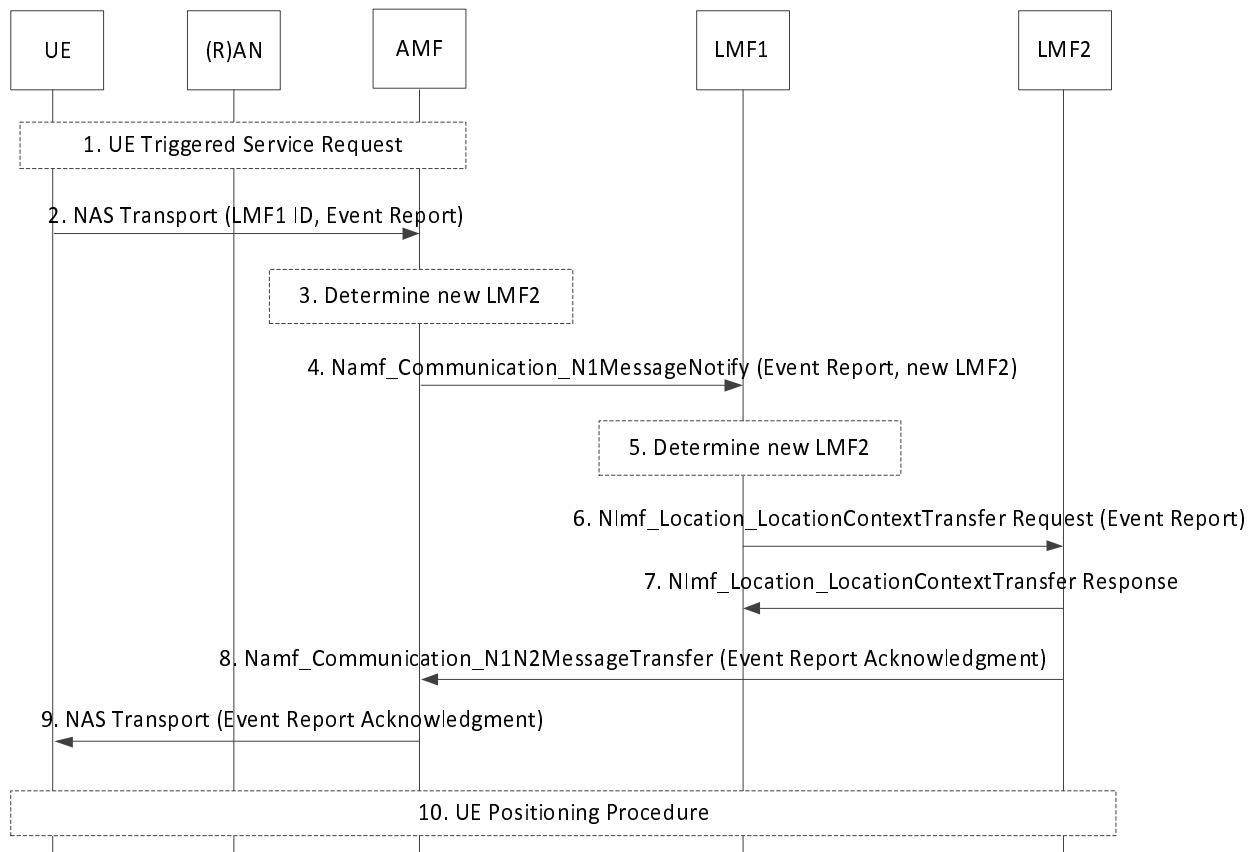 UE
(R)AN
AMF
LMF1
LMF2
1. UE Triggered Service Request
2. NAS Transport (LMF1 ID, Event Report)
3. Determine new LMF2
4. Namf_Communication_N1MessageNotify (Event Report, new LMF2)
5. Determine new LMF2
6. Nlmf_Location_LocationContextTransfer Request (Event Report)
7. Nlmf_Location_LocationContextTransfer Response
8. Namf_Communication_N1N2MessageTransfer (Event Report Acknowledgment)
9. NAS Transport (Event Report Acknowledgment)
10. UE Positioning Procedure